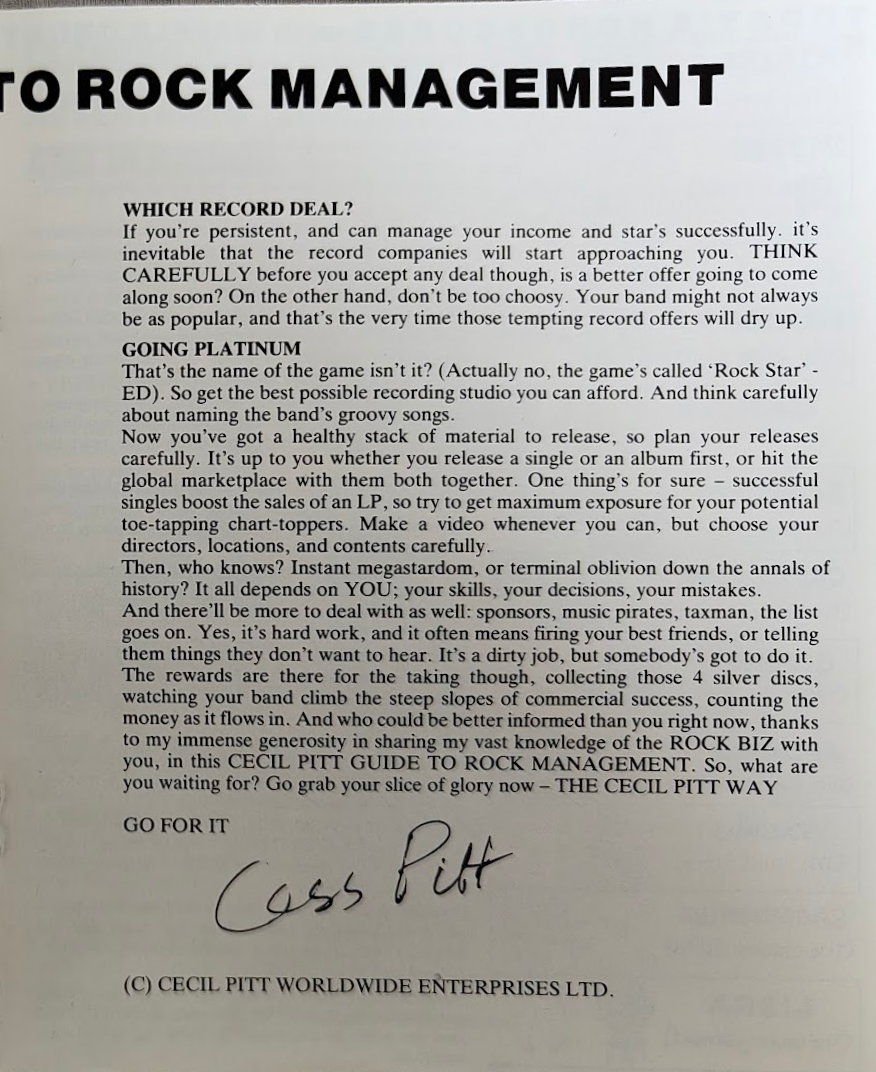 TO ROCK MANAGEMENT
WHICH RECORD DEAL?
If you're persistent, and can manage your income and star's successfully. it's
inevitable that the record companies will start approaching you. THINK
CAREFULLY before you accept any deal though, is a better offer going to come
along soon? On the other hand, don't be too choosy. Your band might not always
be as popular, and that's the very time those tempting record offers will dry up.
GOING PLATINUM
That's the name of the game isn't it? (Actually no, the game's called ‘Rock Star’ -
ED). So get the best possible recording studio you can afford. And think carefully
about naming the band's groovy songs.
Now you've got a healthy stack of material to release, so plan your releases
carefully. It's up to you whether you release a single or an album first, or hit the
global marketplace with them both together. One thing's for sure – successful
singles boost the sales of an LP, so try to get maximum exposure for your potential
toe-tapping chart-toppers. Make a video whenever you can, but choose your
directors, locations, and contents carefully.
Then, who knows? Instant megastardom, or terminal oblivion down the annals of
history? It all depends on YOU; your skills, your decisions, your mistakes.
And there'll be more to deal with as well: sponsors, music pirates, taxman, the list
goes on. Yes, it's hard work, and it often means firing your best friends, or telling
them things they don't want to hear. It's a dirty job, but somebody's got to do it.
The rewards are there for the taking though, collecting those 4 silver discs,
watching your band climb the steep slopes of commercial success, counting the
money as it flows in. And who could be better informed than you right now, thanks
to my immense generosity in sharing my vast knowledge of the ROCK BIZ with
you, in this CECIL PITT GUIDE TO ROCK MANAGEMENT. So, what are
you waiting for? Go grab your slice of glory now – THE CECIL PITT WAY
GO FOR IT
Cess Pitt
(C) CECIL PITT WORLDWIDE ENTERPRISES LTD.